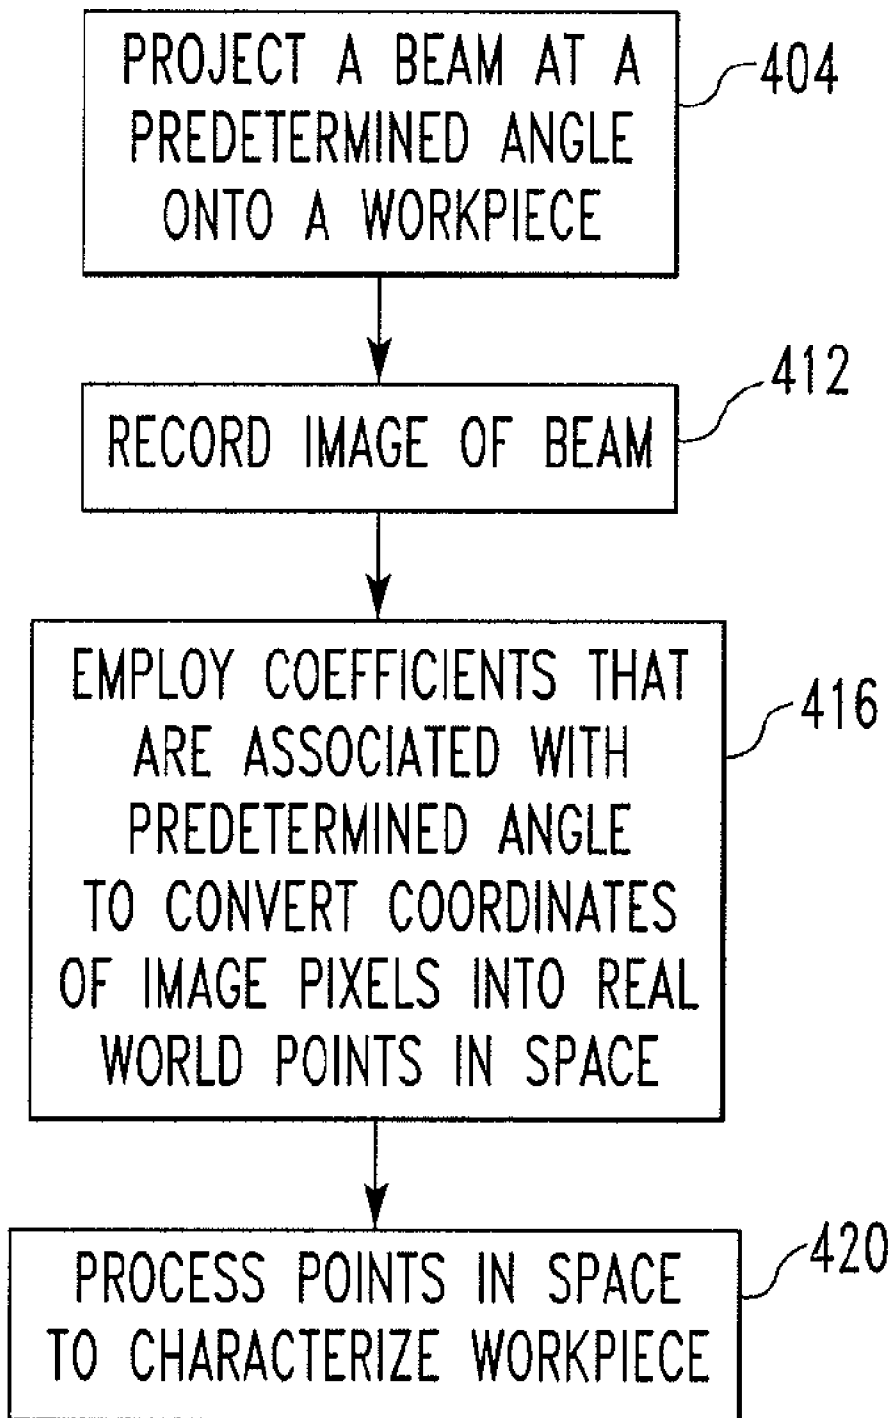 PROJECT A BEAM AT A
PREDETERMINED ANGLE
ONTO A WORKPIECE
404
RECORD IMAGE OF BEAM
412
EMPLOY COEFFICIENTS THAT
ARE ASSOCIATED WITH
PREDETERMINED ANGLE
TO CONVERT COORDINATES
OF IMAGE PIXELS INTO REAL
WORLD POINTS IN SPACE
416
PROCESS POINTS IN SPACE
TO CHARACTERIZE WORKPIECE
420